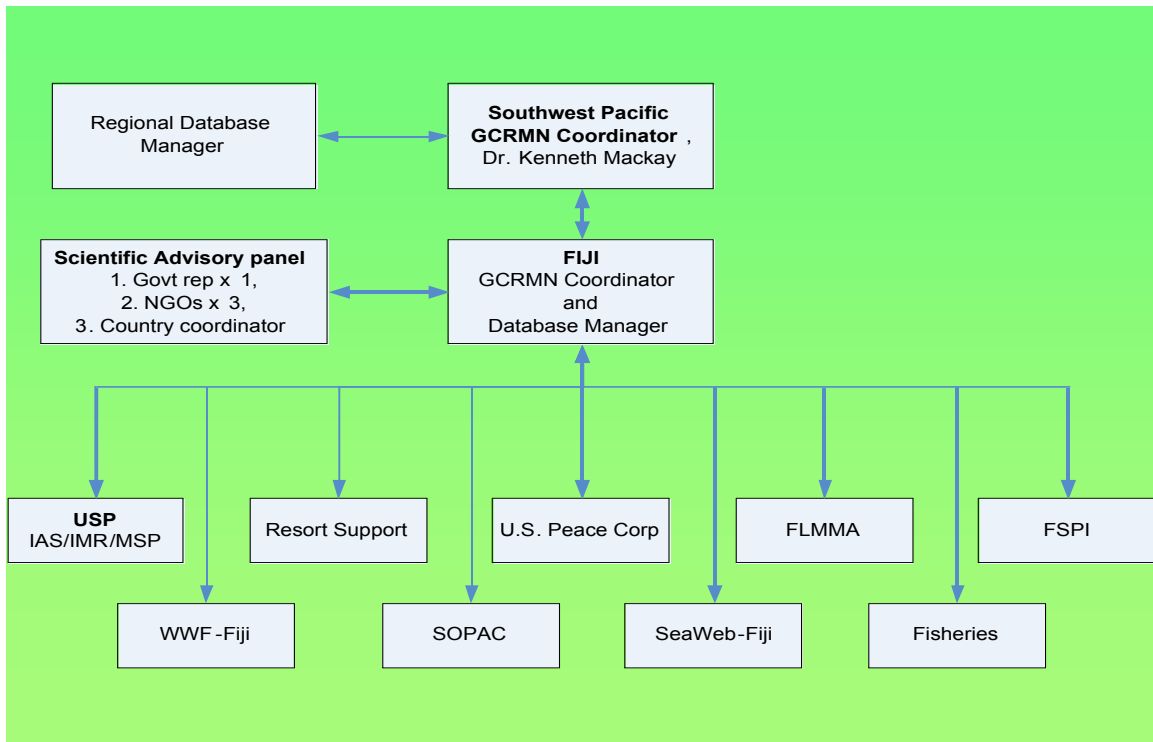 Regional Database
Manager
Southwest Pacific
GCRMN Coordinator ,
Dr. Kenneth Mackay
Scientific Advisory panel
1. Govt rep x 1,
2. NGOs x 3,
3. Country coordinator
FIJI
GCRMN Coordinator
and
Database Manager
USP
IAS/IMR/MSP
Resort Support
U.S. Peace Corp
FLMMA
FSPI
WWF-Fiji
SOPAC
SeaWeb-Fiji
Fisheries